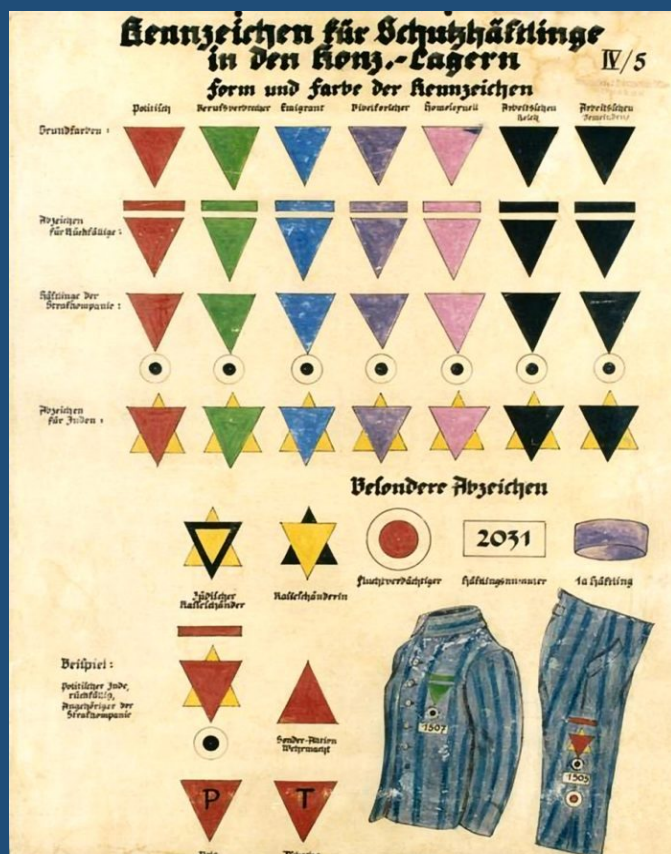 Kennzeichen für Schutzhäftlinge
in den Konz.-Lagern
IV/5
Form und Farbe der Kennzeichen
Politisch Berufsverbrecher Emigrant Bibelforscher Homosexuell Arbeitsscheu Arbeitsscheu
Reich
Grundfarben:
Abzeichen
für Rückfällige:
Häftlinge der
Strafkompanie:
Abzeichen
für Juden:
Besondere Abzeichen
2031
Jüdischer
Rasseschänder
Rasseschänderin
Fluchtverdächtiger
Häftlingsnummer
Ia Häftling
Beispiel:
Politischer Jude,
rückfällig,
Angehöriger der
Strafkompanie
Sonder-Aktion
Wehrmacht
1507
1505
P
T